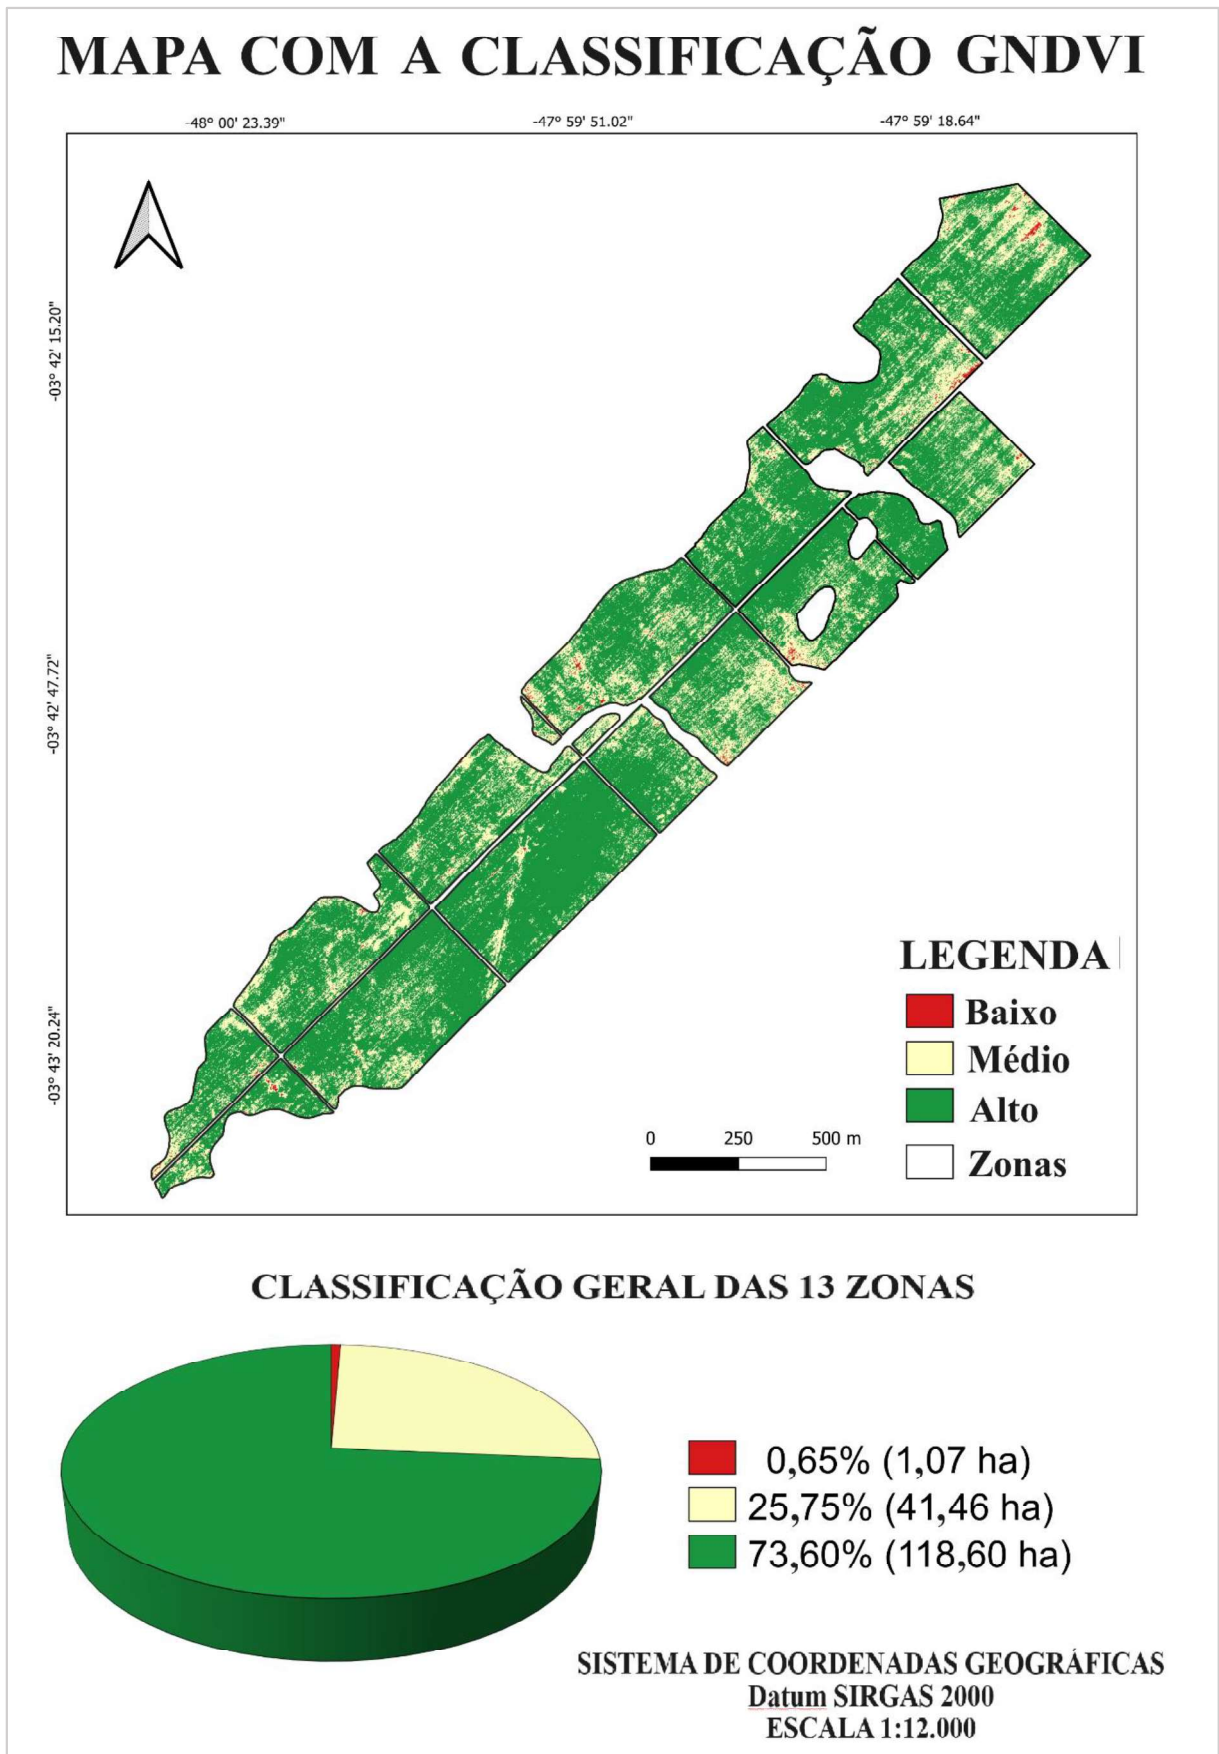 MAPA COM A CLASSIFICAÇÃO GNDVI
-48° 00' 23.39" -47° 59' 51.02" -47° 59' 18.64"
-03° 42' 15.20"
-03° 42' 47.72"
-03° 43' 20.24"
LEGENDA
Baixo
Médio
Alto
Zonas
0 250 500 m
CLASSIFICAÇÃO GERAL DAS 13 ZONAS
0,65% (1,07 ha)
25,75% (41,46 ha)
73,60% (118,60 ha)
SISTEMA DE COORDENADAS GEOGRÁFICAS
Datum SIRGAS 2000
ESCALA 1:12.000